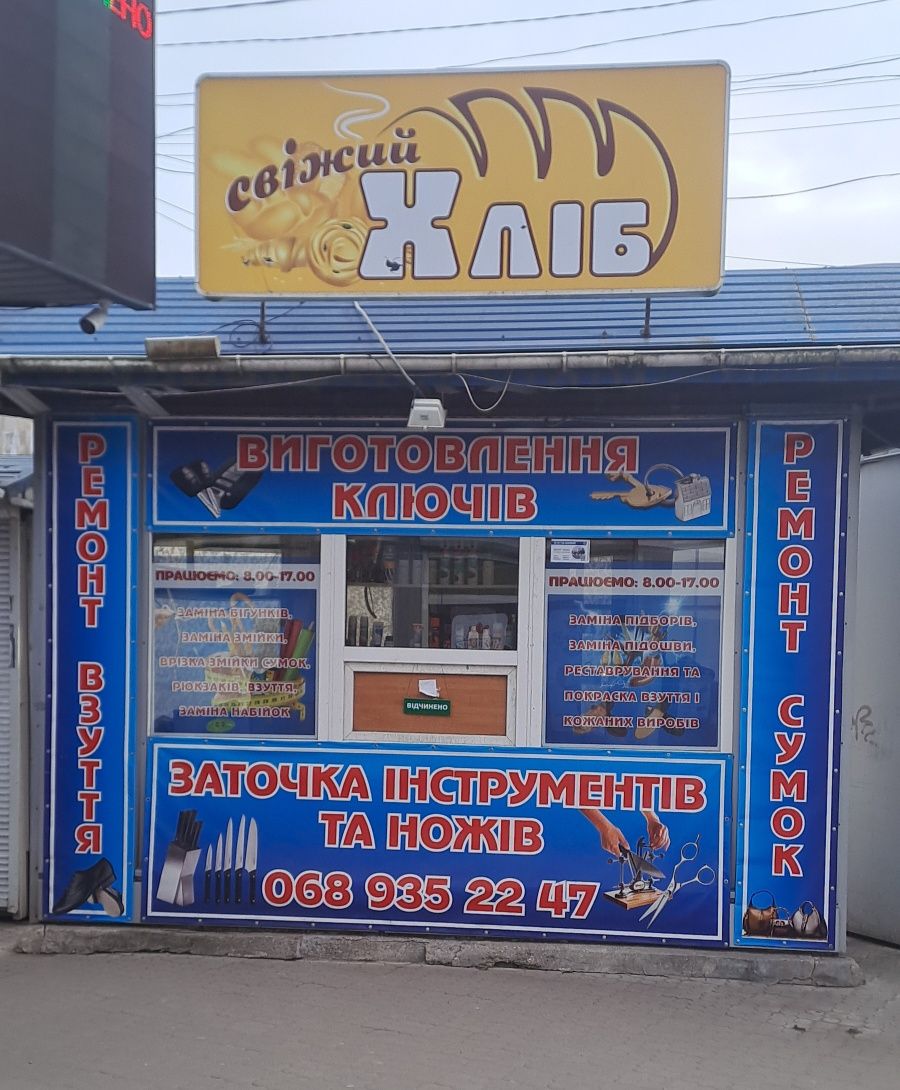 свіжий
Хліб
ВИГОТОВЛЕННЯ
КЛЮЧІВ
РЕМОНТ ВЗУТТЯ
ПРАЦЮЄМО: 8.00-17.00
ЗАМІНА БІГУНКІВ,
ЗАМІНА ЗМІЙКИ,
ВРІЗКА ЗМІЙКИ СУМОК,
РЮКЗАКІВ, ВЗУТТЯ,
ЗАМІНА НАБІЙОК
ВІДЧИНЕНО
ПРАЦЮЄМО: 8.00-17.00
ЗАМІНА ПІДБОРІВ,
ЗАМІНА ПІДОШВИ,
РЕСТАВРУВАННЯ ТА
ПОКРАСКА ВЗУТТЯ І
КОЖАНИХ ВИРОБІВ
РЕМОНТ СУМОК
ЗАТОЧКА ІНСТРУМЕНТІВ
ТА НОЖІВ
068 935 22 47